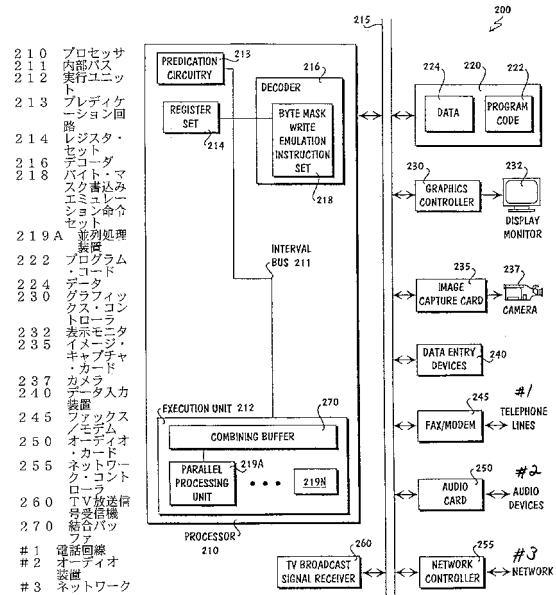 210 プロセッサ
211 内部バス
212 実行ユニッ
ト
213 プレディケ
ーション回
路
214 レジスタ・
セット
216 デコーダ
218 バイト・マ
スク書込み
エミュレー
ション命令
セット
219A 並列処理
装置
222 プログラム
・コード
224 データ
230 グラフィッ
クス・コン
トローラ
232 表示モニタ
235 イメージ・
キャプチャ
・カード
237 カメラ
240 データ入力
装置
245 ファックス
/モデム
250 オーディオ
・カード
255 ネットワー
ク・コント
ローラ
260 TV放送信
号受信機
270 結合バッ
ファ
#1 電話回線
#2 オーディオ
装置
#3 ネットワーク
200
215
213
PREDICATION
CIRCUITRY
216
DECODER
REGISTER
SET
214
BYTE MASK
WRITE
EMULATION
INSTRUCTION
SET
218
INTERVAL
BUS 211
EXECUTION UNIT 212
270
COMBINING BUFFER
219A
PARALLEL
PROCESSING
UNIT
219N
PROCESSOR
210
224
220
222
DATA
PROGRAM
CODE
230
GRAPHICS
CONTROLLER
232
DISPLAY
MONITOR
235
IMAGE
CAPTURE CARD
237
CAMERA
DATA ENTRY
DEVICES
240
245
FAX/MODEM
#1
TELEPHONE
LINES
250
AUDIO
CARD
#2
AUDIO
DEVICES
260
TV BROADCAST
SIGNAL RECEIVER
255
NETWORK
CONTROLLER
#3
NETWORK